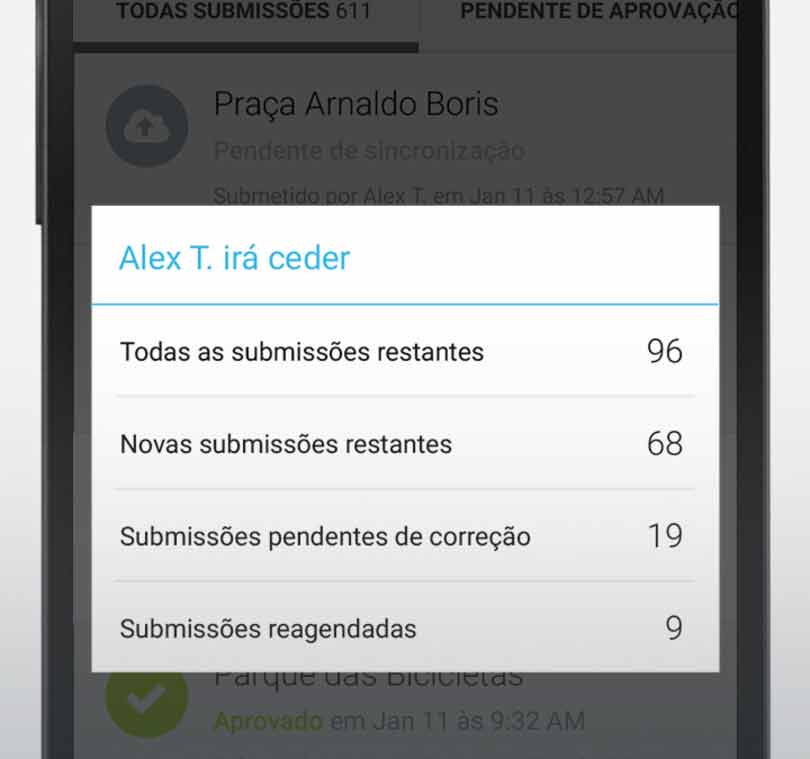 TODAS SUBMISSÕES 611
PENDENTE DE APROVAÇÃO
Praça Arnaldo Boris
Pendente de sincronização
Submetido por Alex T. em Jan 11 às 12:57 AM
Alex T. irá ceder
Todas as submissões restantes 96
Novas submissões restantes 68
Submissões pendentes de correção 19
Submissões reagendadas 9
Parque das Bicicletas
Aprovado em Jan 11 às 9:32 AM